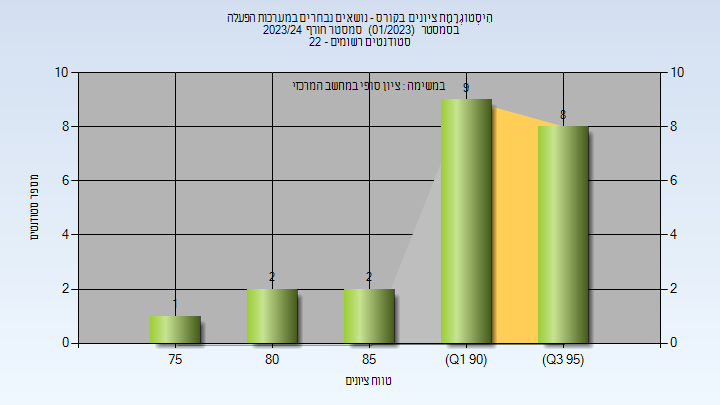 היסטוגרמת ציונים בקורס - נושאים נבחרים במערכות הפעלה
בסמסטר (01/2023) סמסטר חורף 2023/24
סטודנטים רשומים - 22
במשימה : ציון סופי במחשב המרכזי
מספר סטודנטים
10
8
6
4
2
0
10
8
6
4
2
0
1
2
2
9
8
75
80
85
(Q1 90)
(Q3 95)
טווח ציונים